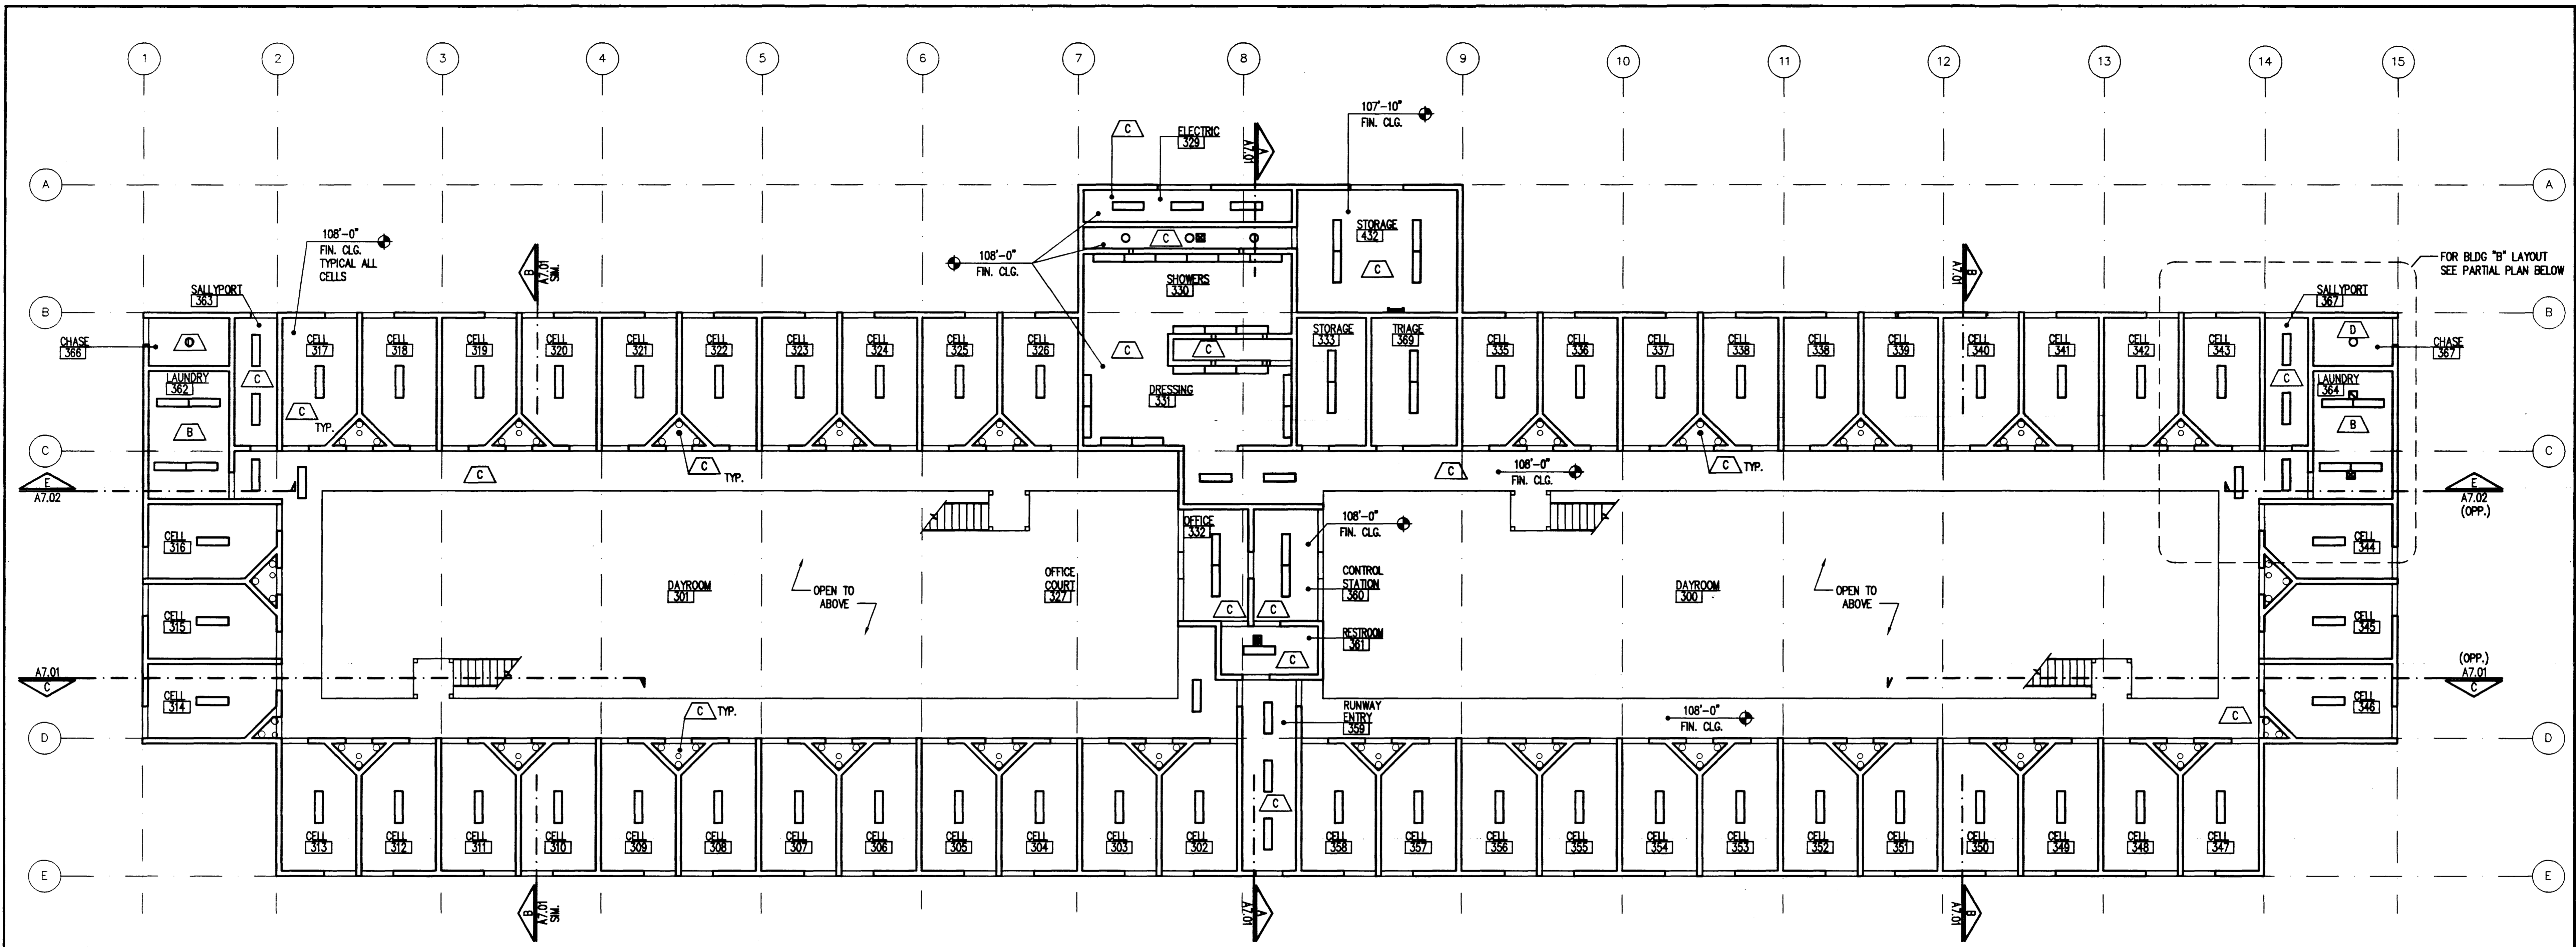 1 2 3 4 5 6 7 8 9 10 11 12 13 14 15
107'-10"
FIN. CLG.
C
ELECTRIC
329
A
A7.01
A
A
108'-0"
FIN. CLG.
TYPICAL ALL
CELLS
B
A7.01
SIM.
108'-0"
FIN. CLG.
C
STORAGE
432
C
B
A7.01
FOR BLDG "B" LAYOUT
SEE PARTIAL PLAN BELOW
SALLYPORT
363
SHOWERS
330
SALLYPORT
367
B
B
CHASE
366
CELL
317
CELL
318
CELL
319
CELL
320
CELL
321
CELL
322
CELL
323
CELL
324
CELL
325
CELL
326
C
C
STORAGE
333
TRIAGE
369
CELL
335
CELL
336
CELL
337
CELL
338
CELL
338
CELL
339
CELL
340
CELL
341
CELL
342
CELL
343
D
CHASE
367
LAUNDRY
362
C
B
C
TYP.
DRESSING
331
C
LAUNDRY
364
B
C
C
E
A7.02
C
C
TYP.
C
108'-0"
FIN. CLG.
C
TYP.
E
A7.02
(OPP.)
CELL
316
OFFICE
332
108'-0"
FIN. CLG.
CELL
344
CELL
315
DAYROOM
301
OPEN TO
ABOVE
OFFICE
COURT
327
C
C
CONTROL
STATION
360
DAYROOM
300
OPEN TO
ABOVE
CELL
345
RESTROOM
361
C
A7.01
C
(OPP.)
A7.01
C
CELL
314
C
TYP.
RUNWAY
ENTRY
359
108'-0"
FIN. CLG.
C
CELL
346
D
D
C
CELL
313
CELL
312
CELL
311
CELL
310
CELL
309
CELL
308
CELL
307
CELL
306
CELL
305
CELL
304
CELL
303
CELL
302
CELL
358
CELL
357
CELL
356
CELL
355
CELL
354
CELL
353
CELL
352
CELL
351
CELL
350
CELL
349
CELL
348
CELL
347
E
E
B
A7.01
SIM.
A
A7.01
B
A7.01